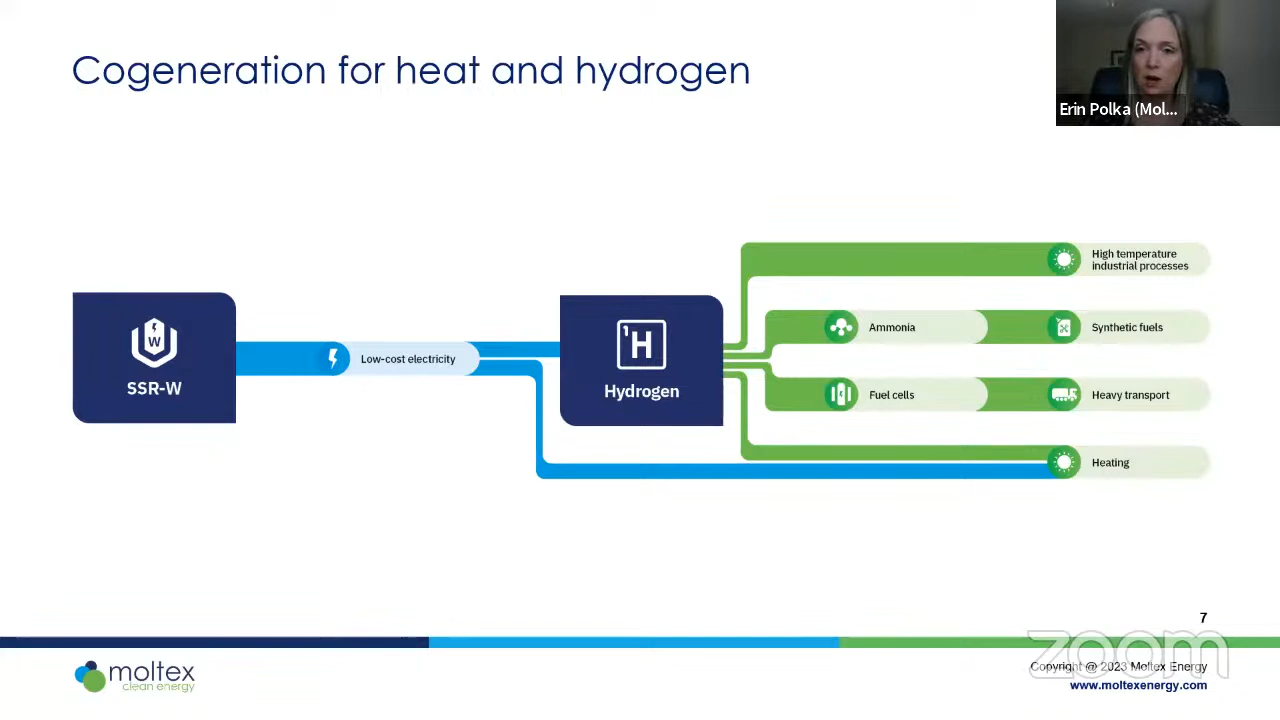 Cogeneration for heat and hydrogen
Erin Polka (Mol...
W
SSR-W
Low-cost electricity
1
H
Hydrogen
High temperature
industrial processes
Ammonia
Synthetic fuels
Fuel cells
Heavy transport
Heating
7
zoom
moltex
clean energy
Copyright @ 2023 Moltex Energy
www.moltexenergy.com